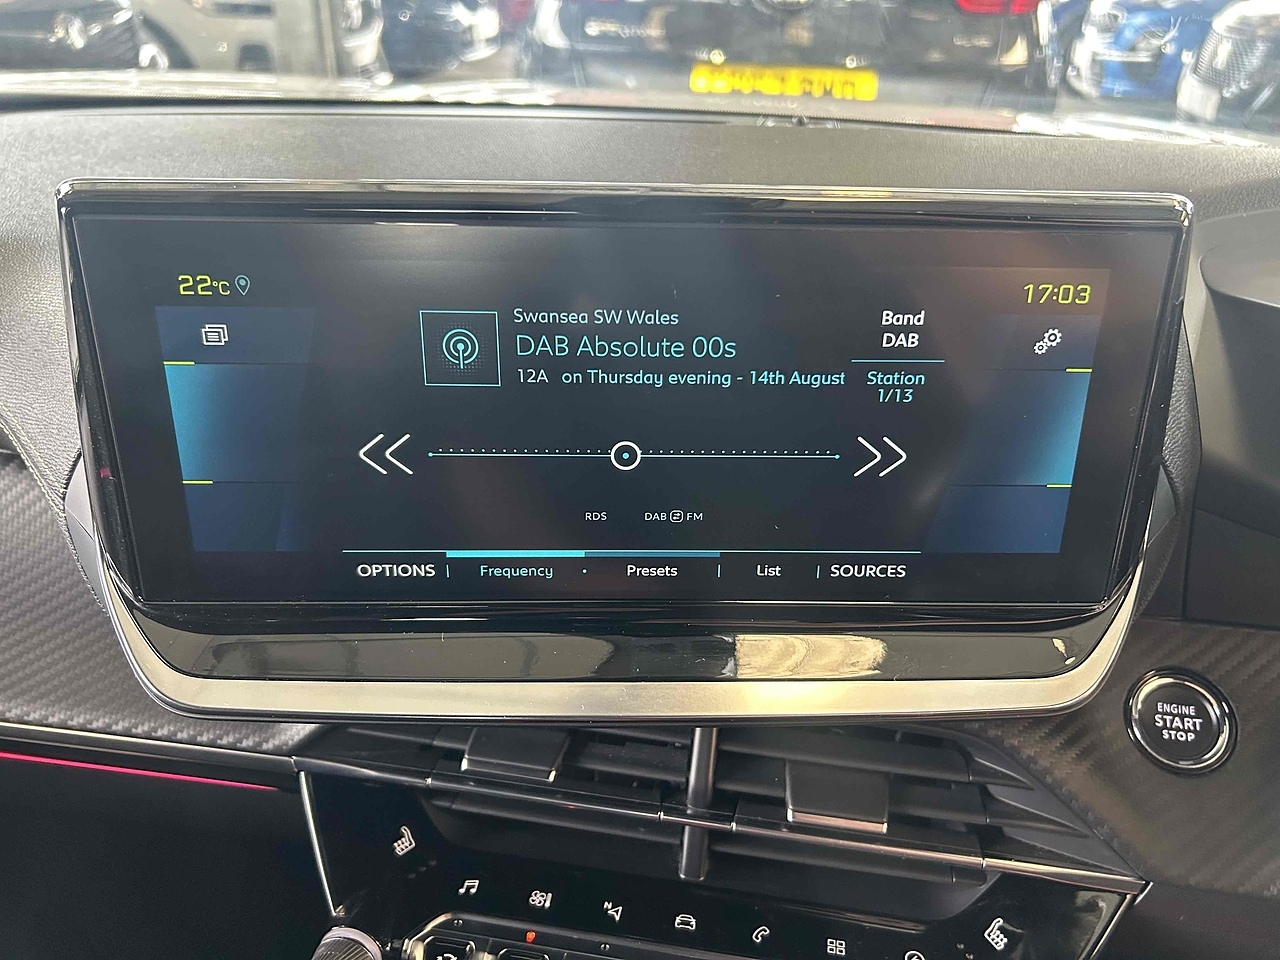 22°C
17:03
Swansea SW Wales
DAB Absolute 00s
12A on Thursday evening - 14th August
Band
DAB
Station
1/13
RDS DAB FM
OPTIONS | Frequency • Presets | List | SOURCES
ENGINE
START
STOP
N